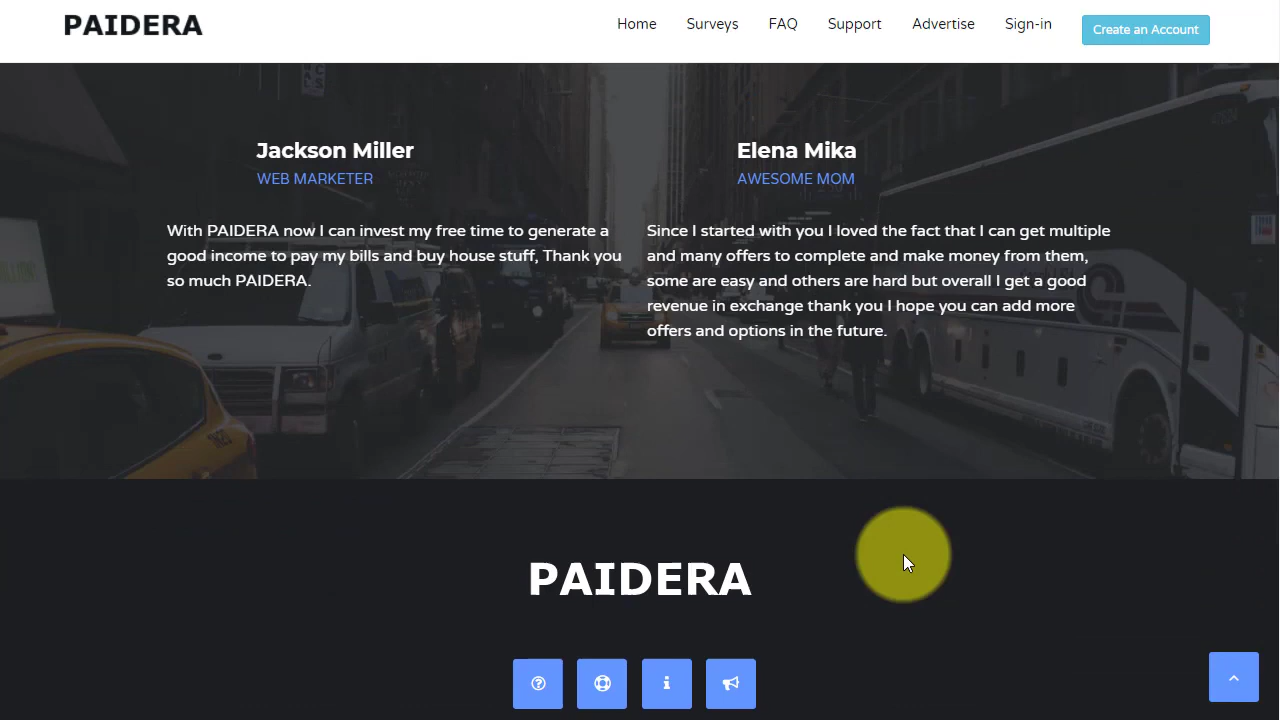 PAIDERA
Home Surveys FAQ Support Advertise Sign-in Create an Account
Jackson Miller
WEB MARKETER
With PAIDERA now I can invest my free time to generate a
good income to pay my bills and buy house stuff, Thank you
so much PAIDERA.
Elena Mika
AWESOME MOM
Since I started with you I loved the fact that I can get multiple
and many offers to complete and make money from them,
some are easy and others are hard but overall I get a good
revenue in exchange thank you I hope you can add more
offers and options in the future.
PAIDERA